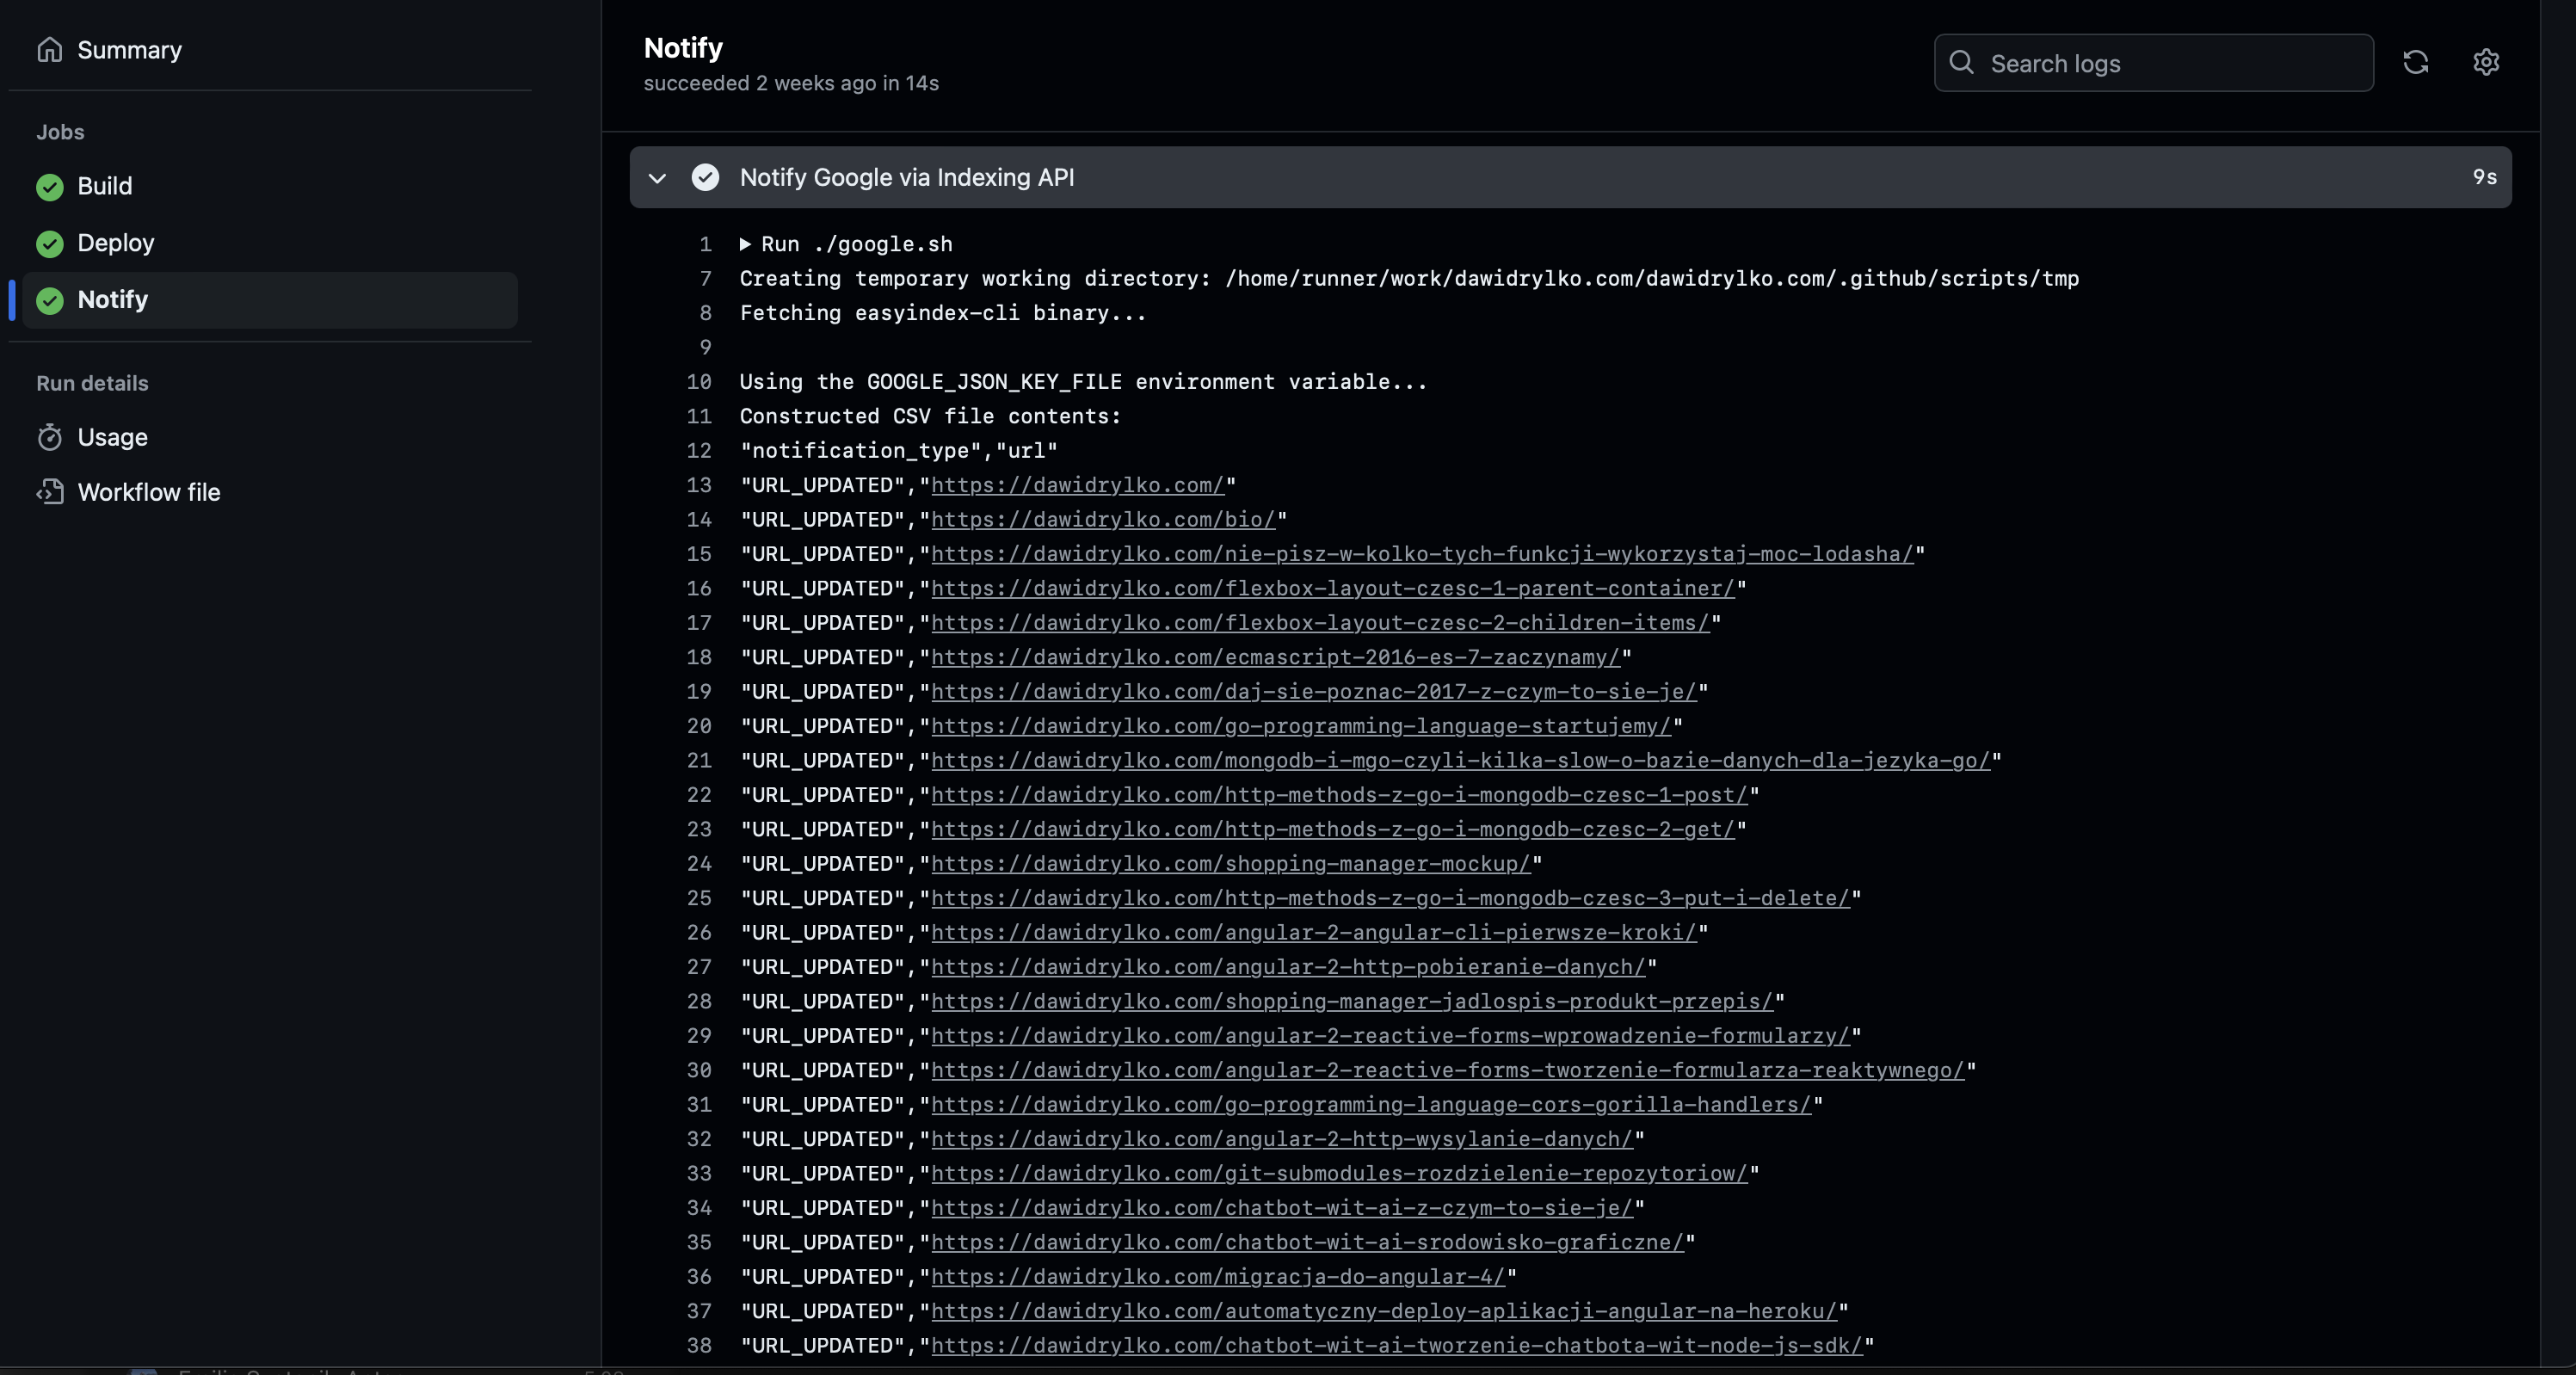 Summary
Jobs
Build
Deploy
Notify
Run details
Usage
Workflow file
Notify
succeeded 2 weeks ago in 14s
Search logs
Notify Google via Indexing API 9s
1 Run ./google.sh
7 Creating temporary working directory: /home/runner/work/dawidrylko.com/dawidrylko.com/.github/scripts/tmp
8 Fetching easyindex-cli binary...
9
10 Using the GOOGLE_JSON_KEY_FILE environment variable...
11 Constructed CSV file contents:
12 "notification_type","url"
13 "URL_UPDATED","https://dawidrylko.com/"
14 "URL_UPDATED","https://dawidrylko.com/bio/"
15 "URL_UPDATED","https://dawidrylko.com/nie-pisz-w-kolko-tych-funkcji-wykorzystaj-moc-lodasha/"
16 "URL_UPDATED","https://dawidrylko.com/flexbox-layout-czesc-1-parent-container/"
17 "URL_UPDATED","https://dawidrylko.com/flexbox-layout-czesc-2-children-items/"
18 "URL_UPDATED","https://dawidrylko.com/ecmascript-2016-es-7-zaczynamy/"
19 "URL_UPDATED","https://dawidrylko.com/daj-sie-poznac-2017-z-czym-to-sie-je/"
20 "URL_UPDATED","https://dawidrylko.com/go-programming-language-startujemy/"
21 "URL_UPDATED","https://dawidrylko.com/mongodb-i-mgo-czyli-kilka-slow-o-bazie-danych-dla-jezyka-go/"
22 "URL_UPDATED","https://dawidrylko.com/http-methods-z-go-i-mongodb-czesc-1-post/"
23 "URL_UPDATED","https://dawidrylko.com/http-methods-z-go-i-mongodb-czesc-2-get/"
24 "URL_UPDATED","https://dawidrylko.com/shopping-manager-mockup/"
25 "URL_UPDATED","https://dawidrylko.com/http-methods-z-go-i-mongodb-czesc-3-put-i-delete/"
26 "URL_UPDATED","https://dawidrylko.com/angular-2-angular-cli-pierwsze-kroki/"
27 "URL_UPDATED","https://dawidrylko.com/angular-2-http-pobieranie-danych/"
28 "URL_UPDATED","https://dawidrylko.com/shopping-manager-jadlospis-produkt-przepis/"
29 "URL_UPDATED","https://dawidrylko.com/angular-2-reactive-forms-wprowadzenie-formularzy/"
30 "URL_UPDATED","https://dawidrylko.com/angular-2-reactive-forms-tworzenie-formularza-reaktywnego/"
31 "URL_UPDATED","https://dawidrylko.com/go-programming-language-cors-gorilla-handlers/"
32 "URL_UPDATED","https://dawidrylko.com/angular-2-http-wysylanie-danych/"
33 "URL_UPDATED","https://dawidrylko.com/git-submodules-rozdzielenie-repozytoriow/"
34 "URL_UPDATED","https://dawidrylko.com/chatbot-wit-ai-z-czym-to-sie-je/"
35 "URL_UPDATED","https://dawidrylko.com/chatbot-wit-ai-srodowisko-graficzne/"
36 "URL_UPDATED","https://dawidrylko.com/migracja-do-angular-4/"
37 "URL_UPDATED","https://dawidrylko.com/automatyczny-deploy-aplikacji-angular-na-heroku/"
38 "URL_UPDATED","https://dawidrylko.com/chatbot-wit-ai-tworzenie-chatbota-wit-node-js-sdk/"